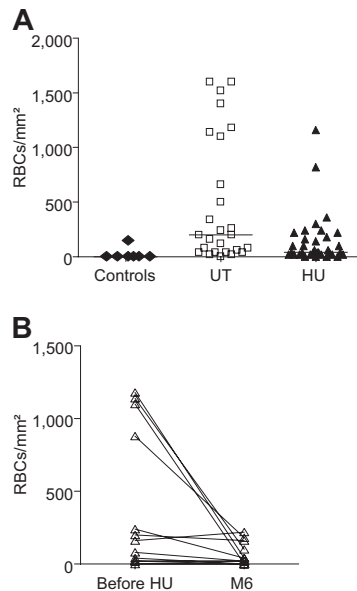 A
RBCs/mm²
2,000
1,500
1,000
500
0
Controls UT HU
B
RBCs/mm²
1,500
1,000
500
0
Before HU M6